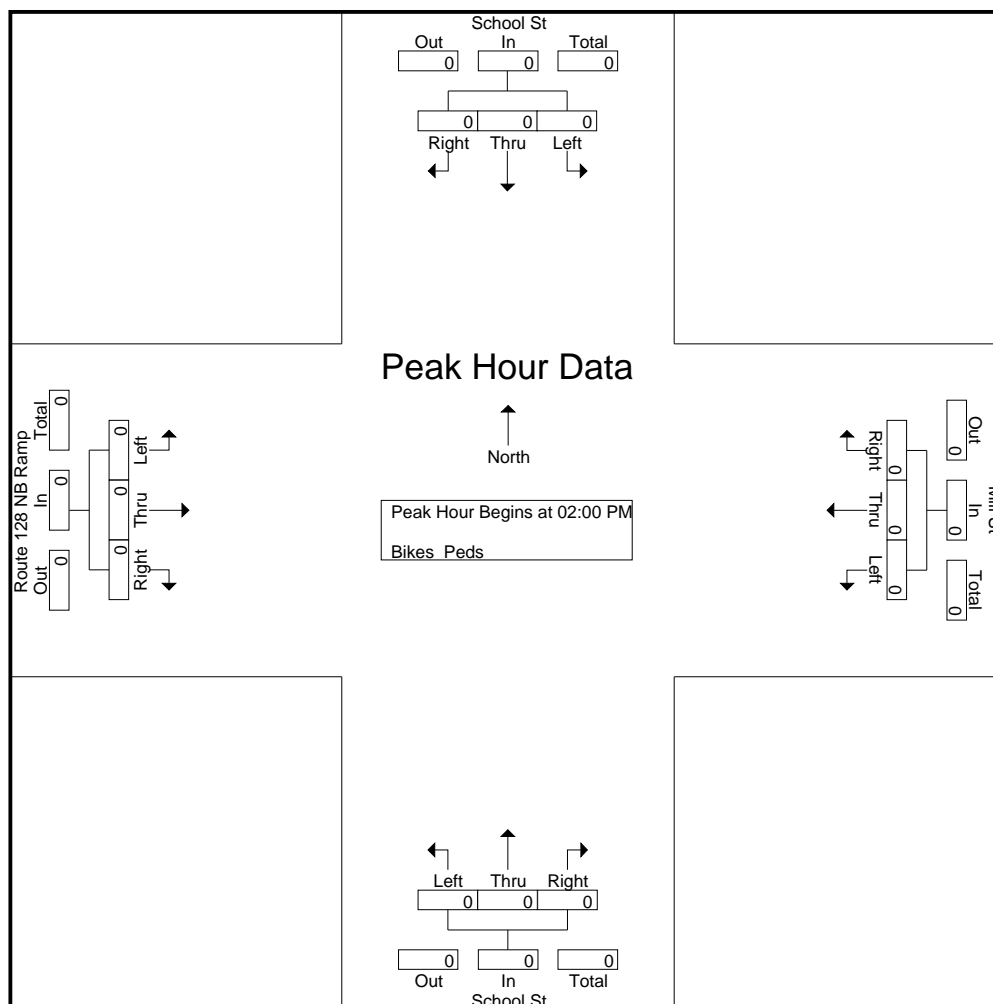 School St
Out In Total
0 0 0
0 0 0
Right Thru Left
Peak Hour Data
North
Peak Hour Begins at 02:00 PM
Bikes Peds
Route 128 NB Ramp
Total In Out
0 0 0
0 0 0
Left Thru Right
Right Thru Left
0 0 0
0 0 0
Out In Total
Left Thru Right
0 0 0
0 0 0
Out In Total
School St